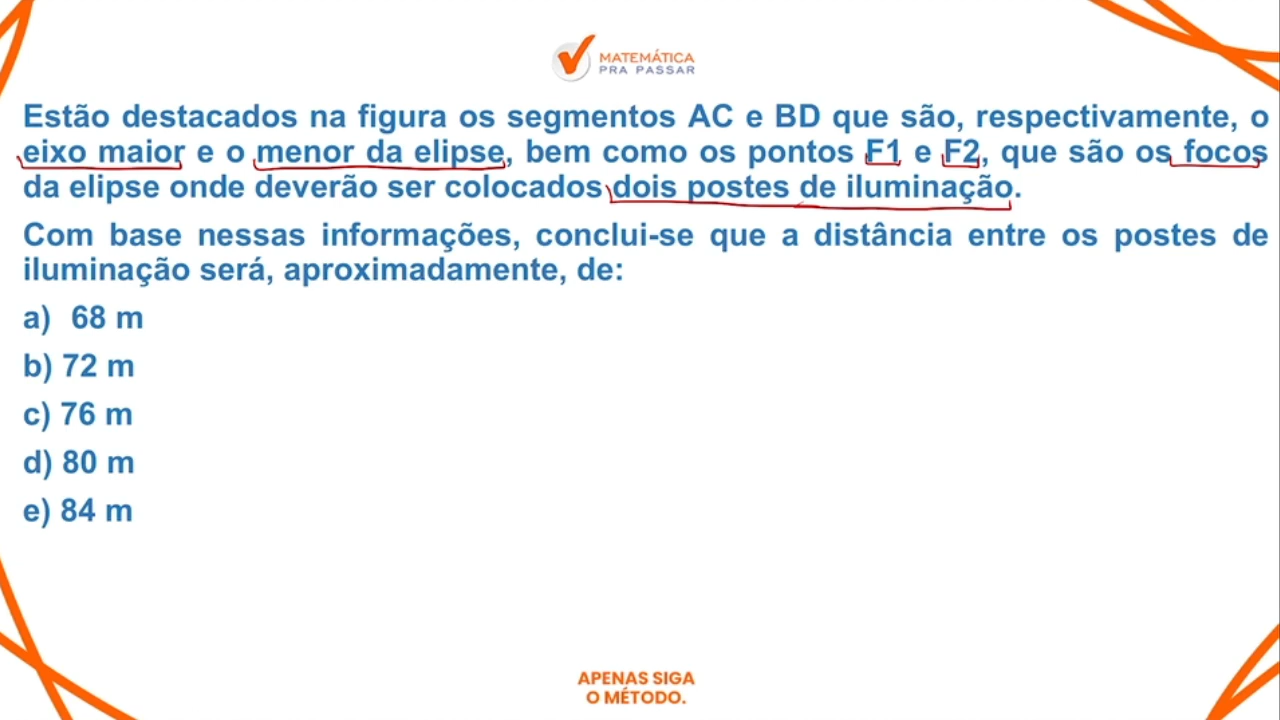 MATEMÁTICA
PRA PASSAR
Estão destacados na figura os segmentos AC e BD que são, respectivamente, o
eixo maior e o menor da elipse, bem como os pontos F1 e F2, que são os focos
da elipse onde deverão ser colocados dois postes de iluminação.
Com base nessas informações, conclui-se que a distância entre os postes de
iluminação será, aproximadamente, de:
a) 68 m
b) 72 m
c) 76 m
d) 80 m
e) 84 m
APENAS SIGA
O MÉTODO.